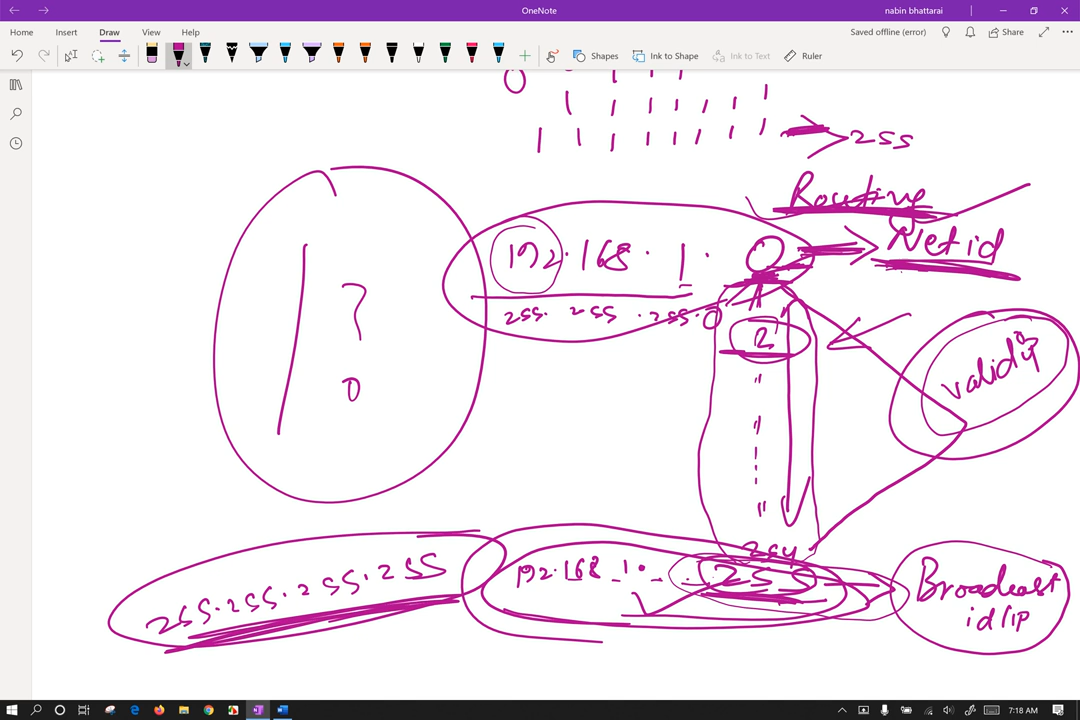 OneNote
nabin bhattarai
Home
Insert
Draw
View
Help
Saved offline (error)
Share
Shapes
Ink to Shape
Ink to Text
Ruler
0
255
Routing
192.168.1.0
Net id
255.255.255.0
2
valid ip
?
0
254
255.255.255.255
192.168.1.
255
Broadcast
id/ip
7:18 AM